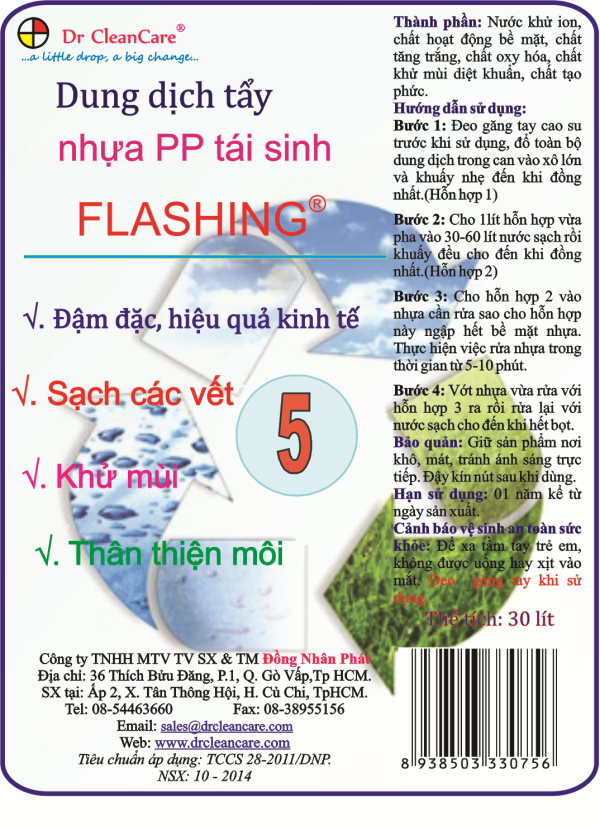 Dr CleanCare®
...a little drop, a big change...
Dung dịch tẩy
nhựa PP tái sinh
FLASHING®
√. Đậm đặc, hiệu quả kinh tế
√. Sạch các vết
√. Khử mùi
√. Thân thiện môi
5
Thành phần: Nước khử ion,
chất hoạt động bề mặt, chất
tăng trắng, chất oxy hóa, chất
khử mùi diệt khuẩn, chất tạo
phức.
Hướng dẫn sử dụng:
Bước 1: Đeo găng tay cao su
trước khi sử dụng, đổ toàn bộ
dung dịch trong can vào xô lớn
và khuấy nhẹ đến khi đồng
nhất.(Hỗn hợp 1)
Bước 2: Cho 1lít hỗn hợp vừa
pha vào 30-60 lít nước sạch rồi
khuấy đều cho đến khi đồng
nhất.(Hỗn hợp 2)
Bước 3: Cho hỗn hợp 2 vào
nhựa cần rửa sao cho hỗn hợp
này ngập hết bề mặt nhựa.
Thực hiện việc rửa nhựa trong
thời gian từ 5-10 phút.
Bước 4: Vớt nhựa vừa rửa với
hỗn hợp 3 ra rồi rửa lại với
nước sạch cho đến khi hết bọt.
Bảo quản: Giữ sản phẩm nơi
khô, mát, tránh ánh sáng trực
tiếp. Đậy kín nút sau khi dùng.
Hạn sử dụng: 01 năm kể từ
ngày sản xuất.
Cảnh báo vệ sinh an toàn sức
khỏe: Để xa tầm tay trẻ em,
không được uống hay xịt vào
mắt. Đeo găng tay khi sử
dụng.
Thể tích: 30 lít
Công ty TNHH MTV TV SX & TM Đồng Nhân Phát
Địa chỉ: 36 Thích Bửu Đăng, P.1, Q. Gò Vấp,Tp HCM.
SX tại: Ấp 2, X. Tân Thông Hội, H. Củ Chi, TpHCM.
Tel: 08-54463660 Fax: 08-38955156
Email: sales@drcleancare.com
Web: www.drcleancare.com
Tiêu chuẩn áp dụng: TCCS 28-2011/DNP.
NSX: 10 - 2014
8 938503 330756